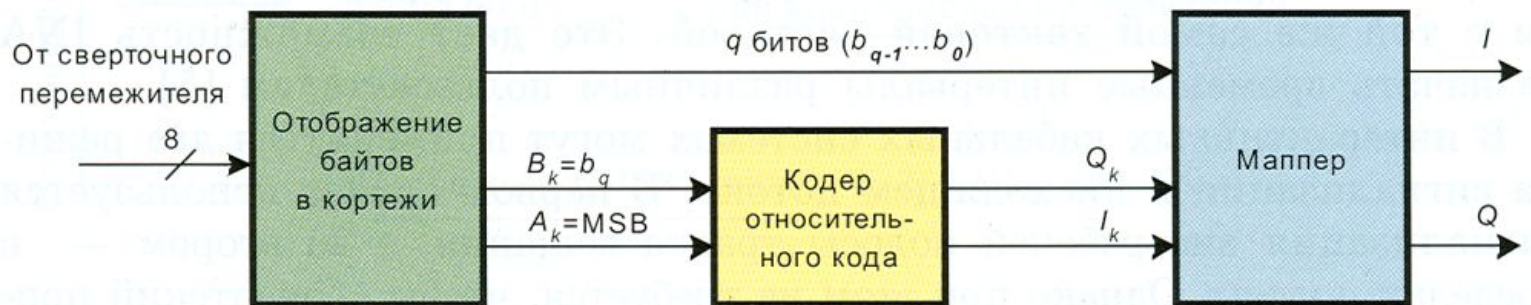 От сверточного
перемежителя
8
Отображение
байтов
в кортежи
q битов (b_{q-1}...b_0)
B_k=b_q
A_k=MSB
Кодер
относитель-
ного кода
Q_k
I_k
Маппер
I
Q